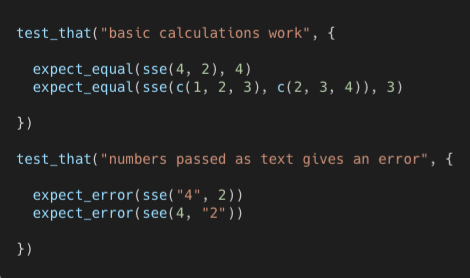 test_that("basic calculations work", {
expect_equal(sse(4, 2), 4)
expect_equal(sse(c(1, 2, 3), c(2, 3, 4)), 3)
})
test_that("numbers passed as text gives an error", {
expect_error(sse("4", 2))
expect_error(see(4, "2"))
})